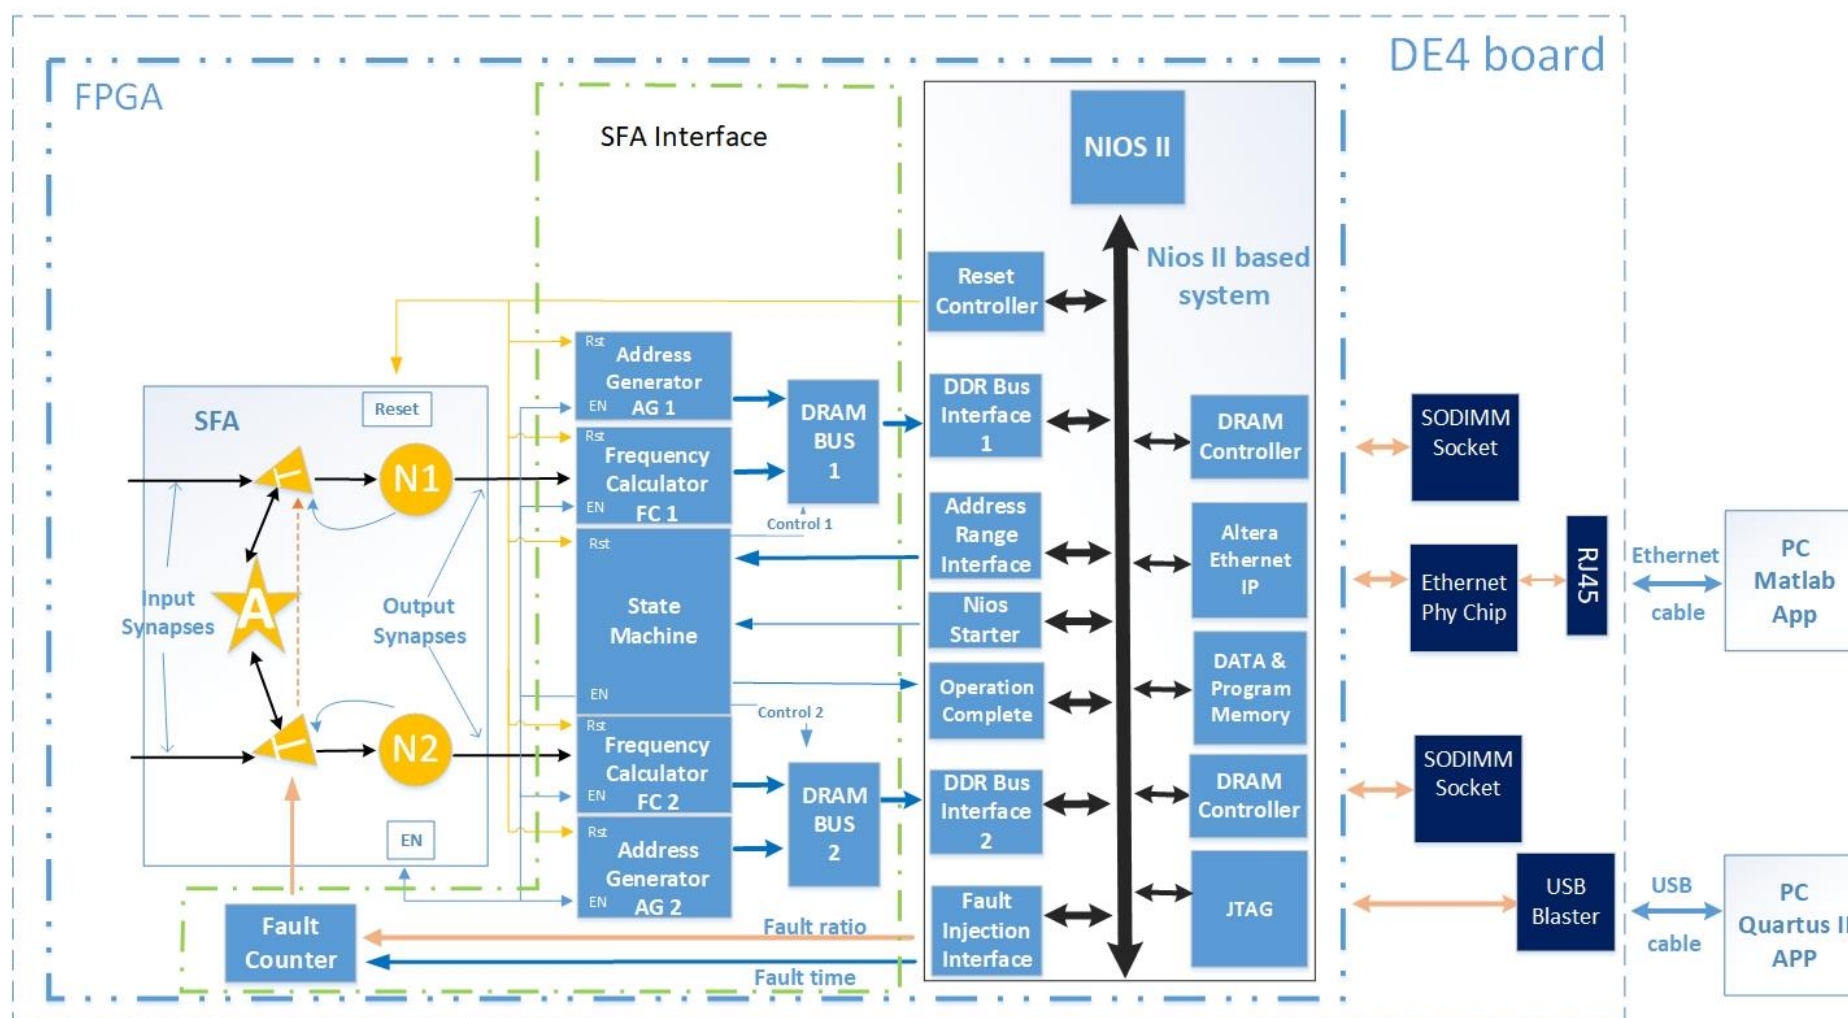 DE4 board
FPGA
SFA Interface
NIOS II
Nios II based
system
Reset
Controller
Rst
Address
Generator
EN
AG 1
DRAM
BUS
1
DDR Bus
Interface
1
DRAM
Controller
SODIMM
Socket
SFA
Reset
T
N1
Rst
Frequency
Calculator
EN
FC 1
Control 1
Address
Range
Interface
Altera
Ethernet
IP
Ethernet
Phy Chip
RJ45
Ethernet
cable
PC
Matlab
App
Input
Synapses
A
Output
Synapses
Rst
State
Machine
EN
Nios
Starter
Operation
Complete
DATA &
Program
Memory
Control 2
T
N2
Rst
Frequency
Calculator
EN
FC 2
DRAM
BUS
2
DDR Bus
Interface
2
DRAM
Controller
SODIMM
Socket
EN
Rst
Address
Generator
EN
AG 2
Fault
Counter
Fault ratio
Fault time
Fault
Injection
Interface
JTAG
USB
Blaster
USB
cable
PC
Quartus II
APP